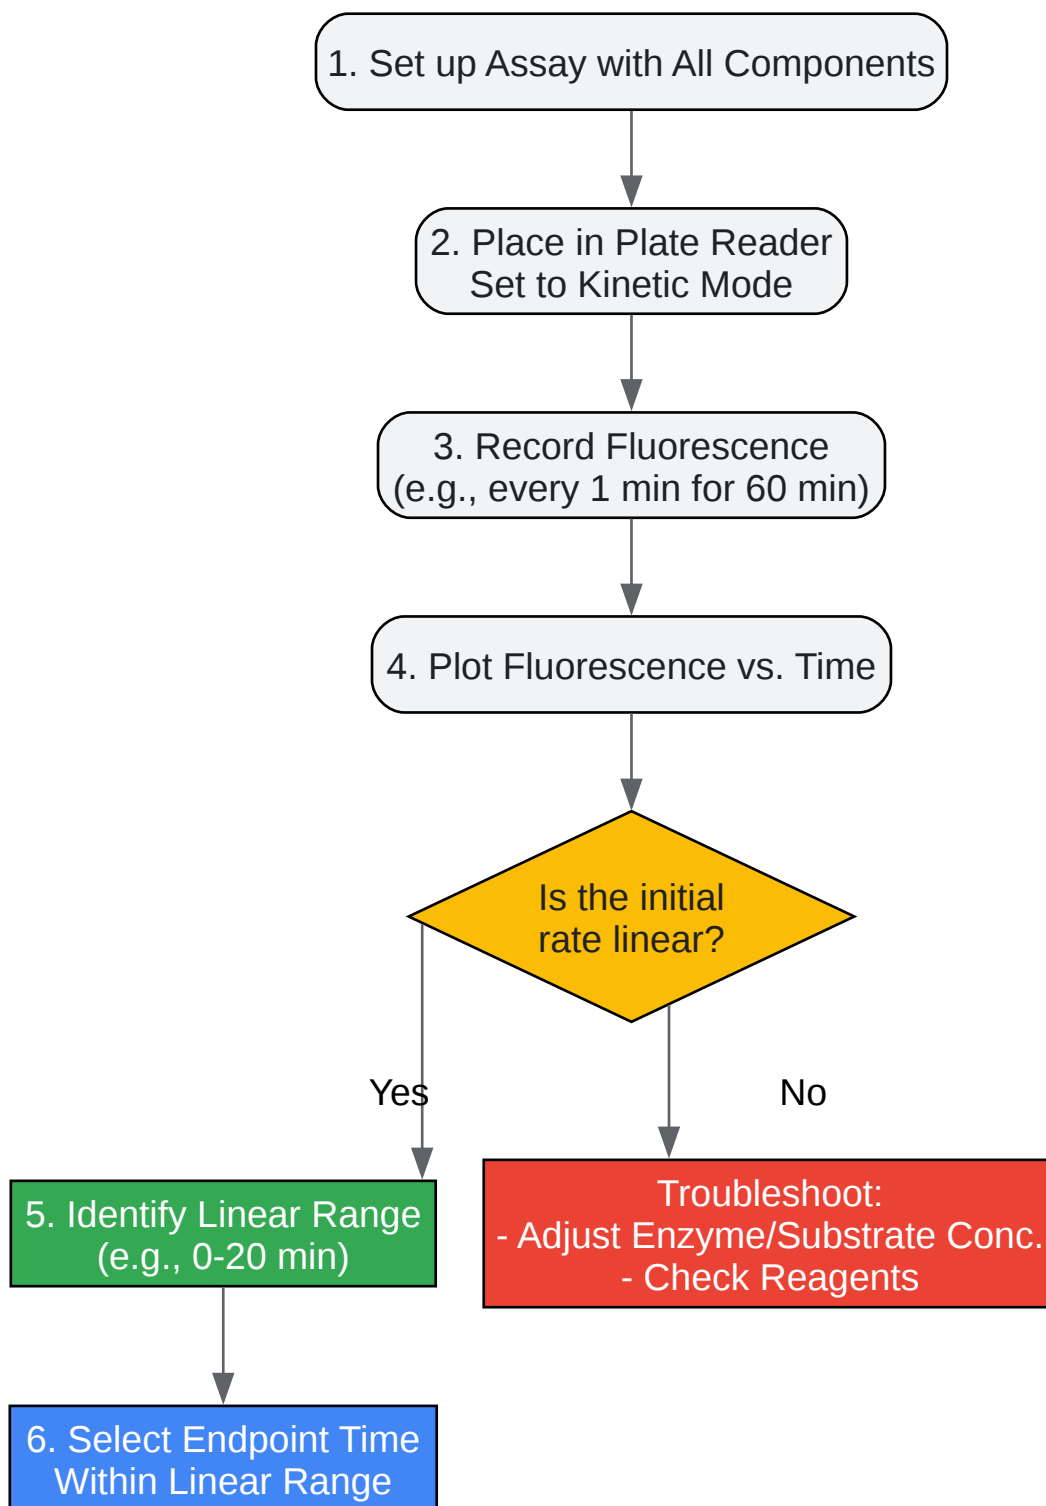 1. Set up Assay with All Components
2. Place in Plate Reader
Set to Kinetic Mode
3. Record Fluorescence
(e.g., every 1 min for 60 min)
4. Plot Fluorescence vs. Time
Is the initial
rate linear?
Yes
No
5. Identify Linear Range
(e.g., 0-20 min)
Troubleshoot:
- Adjust Enzyme/Substrate Conc.
- Check Reagents
6. Select Endpoint Time
Within Linear Range